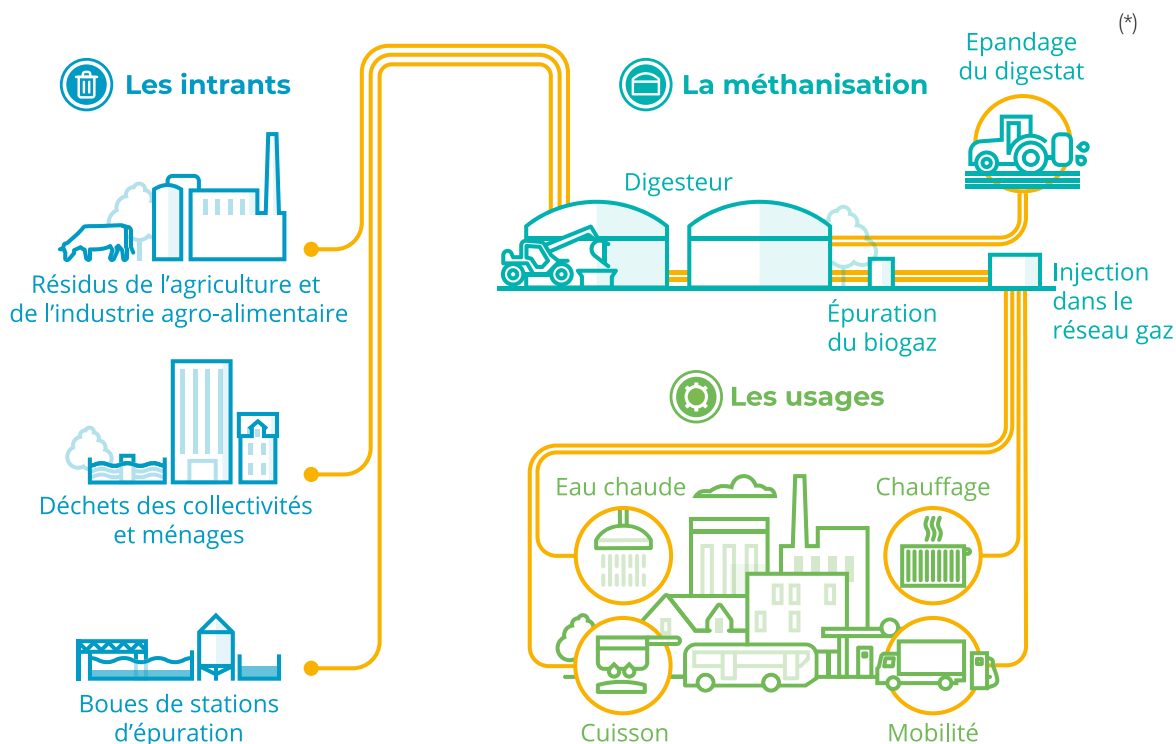 (*)
Les intrants
Résidus de l’agriculture et
de l’industrie agro-alimentaire
Déchets des collectivités
et ménages
Boues de stations
d’épuration
La méthanisation
Epandage
du digestat
Digesteur
Épuration
du biogaz
Injection
dans le
réseau gaz
Les usages
Eau chaude
Chauffage
Cuisson
Mobilité